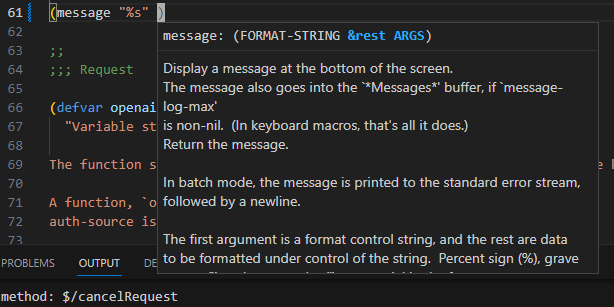 61 (message "%s" )
62
message: (FORMAT-STRING &rest ARGS)
63 ;;
64 ;;; Request
Display a message at the bottom of the screen.
65
The message also goes into the `*Messages*' buffer, if `message-
66 (defvar openai
log-max'
67 "Variable st
is non-nil.  (In keyboard macros, that's all it does.)
68
Return the message.
69 The function s
70
In batch mode, the message is printed to the standard error stream,
71 A function, `o
followed by a newline.
72 auth-source is
73
The first argument is a format control string, and the rest are data
to be formatted under control of the string.  Percent sign (%), grave
PROBLEMS OUTPUT DE
method: $/cancelRequest